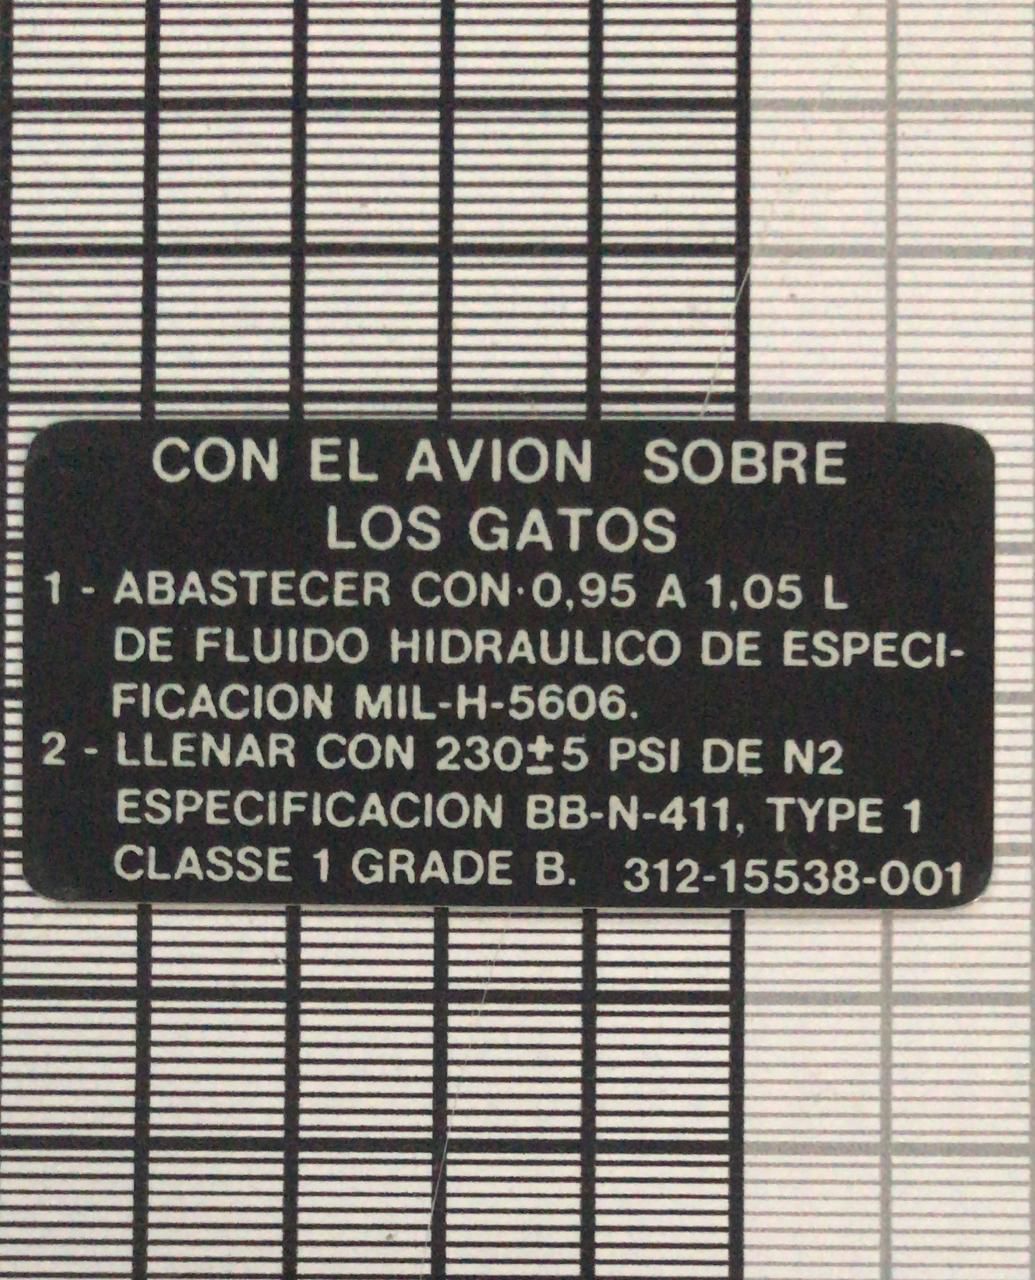 CON EL AVION SOBRE
LOS GATOS
1 - ABASTECER CON·0,95 A 1,05 L
DE FLUIDO HIDRAULICO DE ESPECI-
FICACION MIL-H-5606.
2 - LLENAR CON 230±5 PSI DE N2
ESPECIFICACION BB-N-411, TYPE 1
CLASSE 1 GRADE B. 312-15538-001